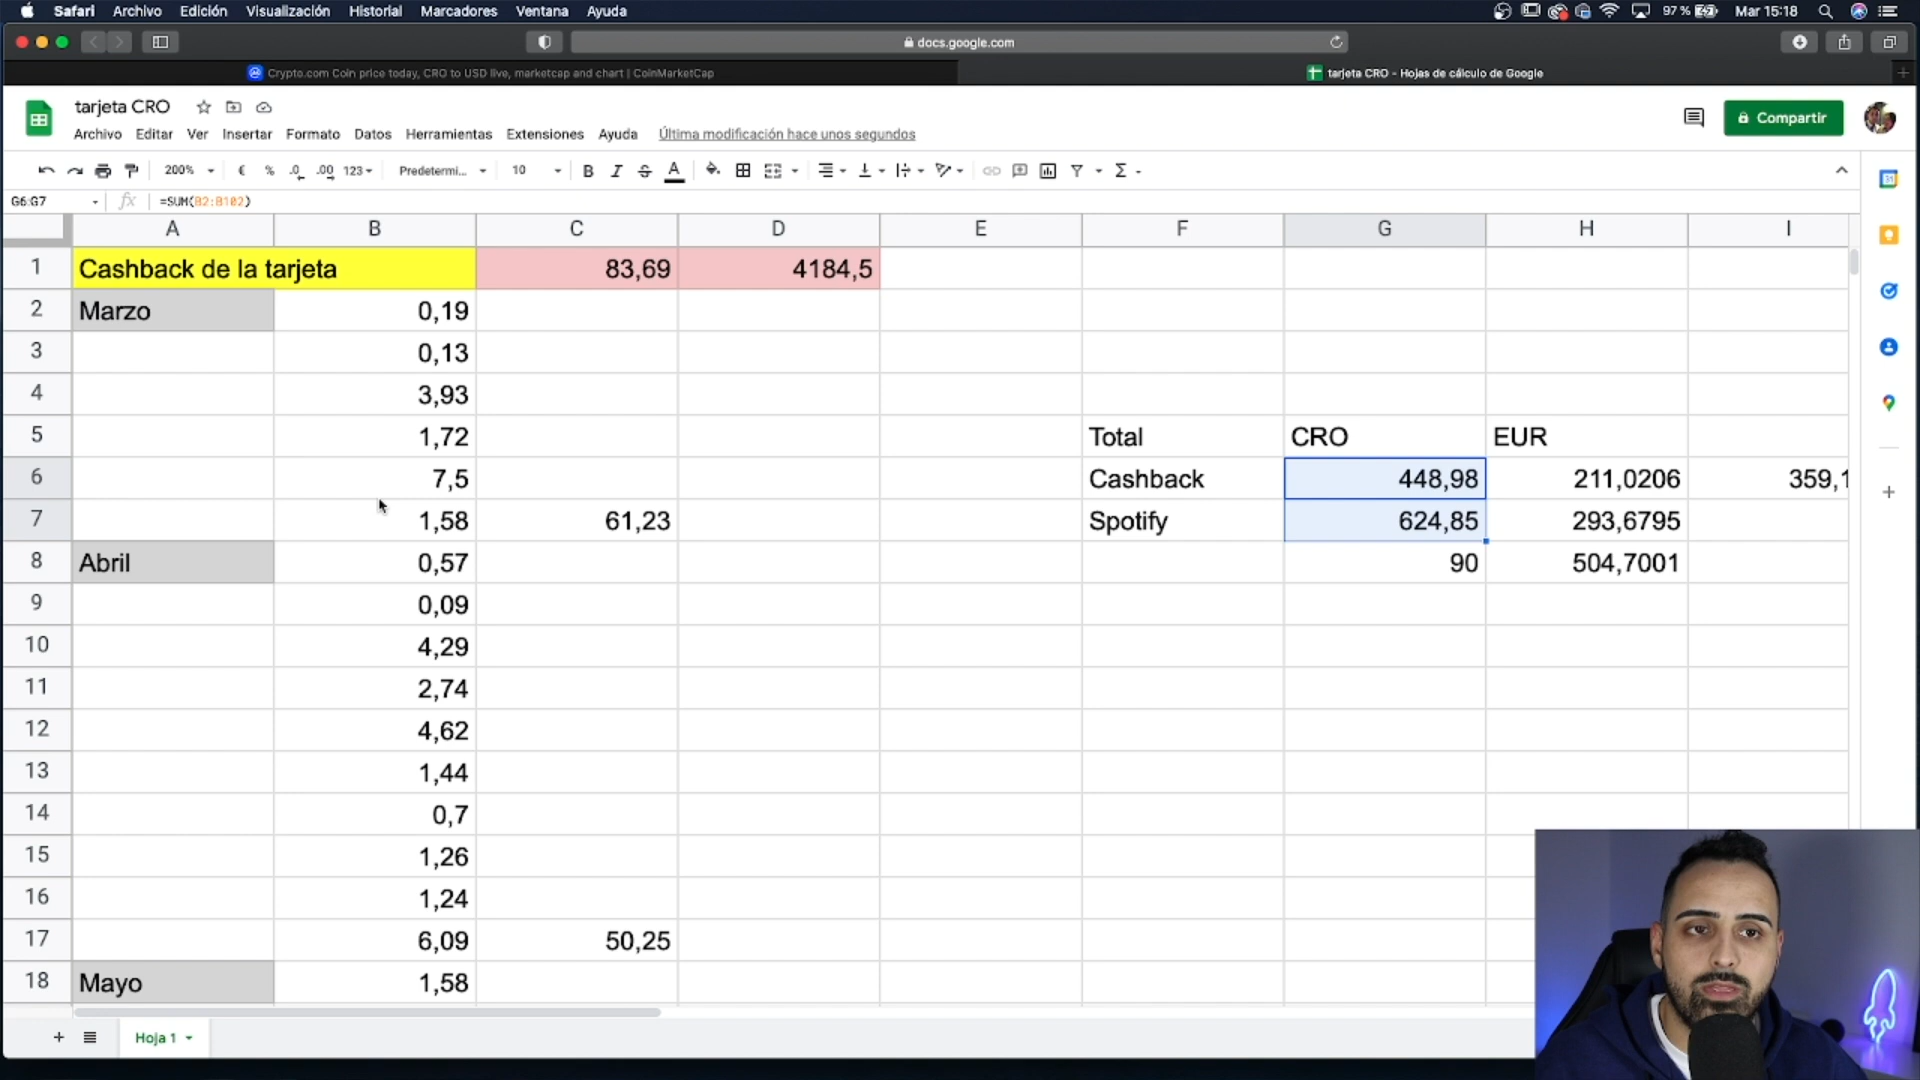 Safari Archivo Edición Visualización Historial Marcadores Ventana Ayuda 97 % Mar 15:18
docs.google.com
Crypto.com Coin price today, CRO to USD live, marketcap and chart | CoinMarketCap tarjeta CRO - Hojas de cálculo de Google
tarjeta CRO
Archivo Editar Ver Insertar Formato Datos Herramientas Extensiones Ayuda Última modificación hace unos segundos
Compartir
200% € % .0 .00 123 Predetermi... 10 B I S A
G6:G7 fx =SUM(B2:B102)
A B C D E F G H I
1 Cashback de la tarjeta 83,69 4184,5
2 Marzo 0,19
3 0,13
4 3,93
5 1,72 Total CRO EUR
6 7,5 Cashback 448,98 211,0206 359,1
7 1,58 61,23 Spotify 624,85 293,6795
8 Abril 0,57 90 504,7001
9 0,09
10 4,29
11 2,74
12 4,62
13 1,44
14 0,7
15 1,26
16 1,24
17 6,09 50,25
18 Mayo 1,58
Hoja 1